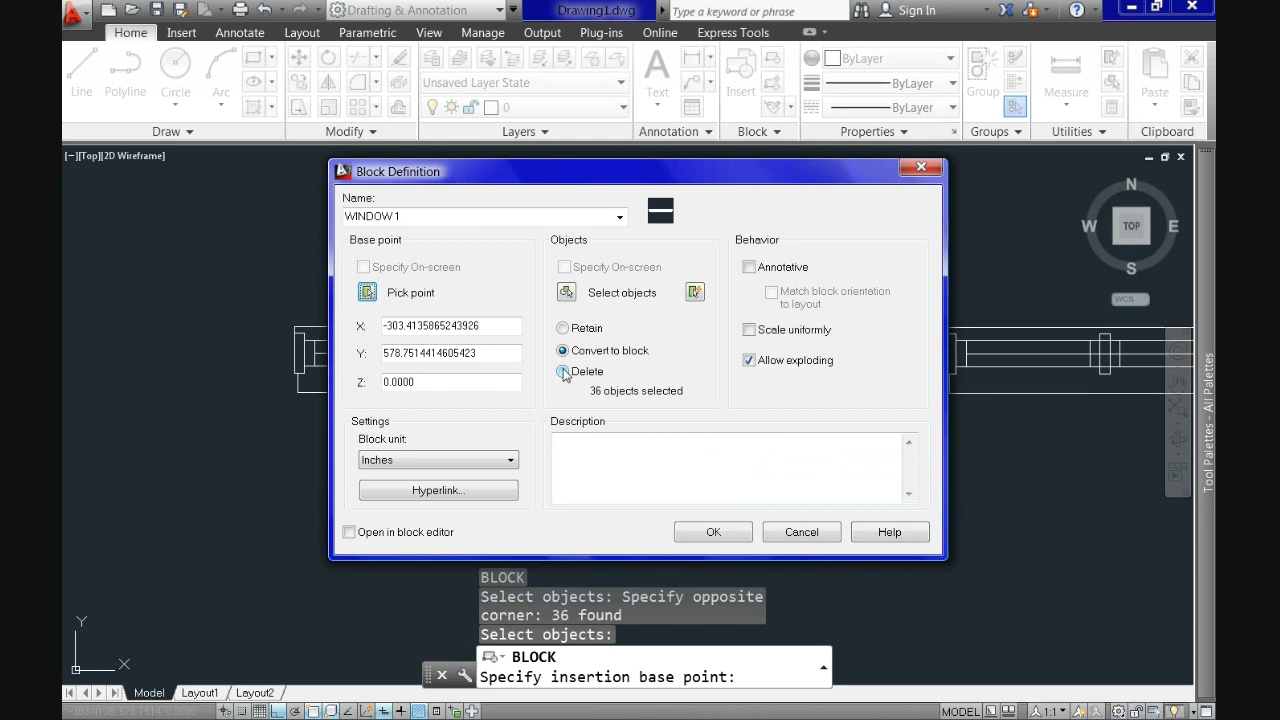 Drafting & Annotation
Drawing1.dwg
Type a keyword or phrase
Sign In
Home Insert Annotate Layout Parametric View Manage Output Plug-ins Online Express Tools
Line Polyline Circle Arc
Unsaved Layer State
0
Text
Insert
ByLayer
ByLayer
ByLayer
Group
Measure
Paste
Draw
Modify
Layers
Annotation
Block
Properties
Groups
Utilities
Clipboard
[−][Top][2D Wireframe]
N
W TOP E
S
WCS
Block Definition
Name:
WINDOW 1
Base point
Specify On-screen
Pick point
X: -303.4135865243926
Y: 578.7514414605423
Z: 0.0000
Objects
Specify On-screen
Select objects
Retain
Convert to block
Delete
36 objects selected
Behavior
Annotative
Match block orientation
to layout
Scale uniformly
Allow exploding
Settings
Block unit:
Inches
Hyperlink...
Description
Open in block editor
OK Cancel Help
Tool Palettes - All Palettes
BLOCK
Select objects: Specify opposite
corner: 36 found
Select objects:
BLOCK
Specify insertion base point:
Y
X
Model Layout1 Layout2
-303.4136, 578.7514, 0.0000
MODEL
1:1